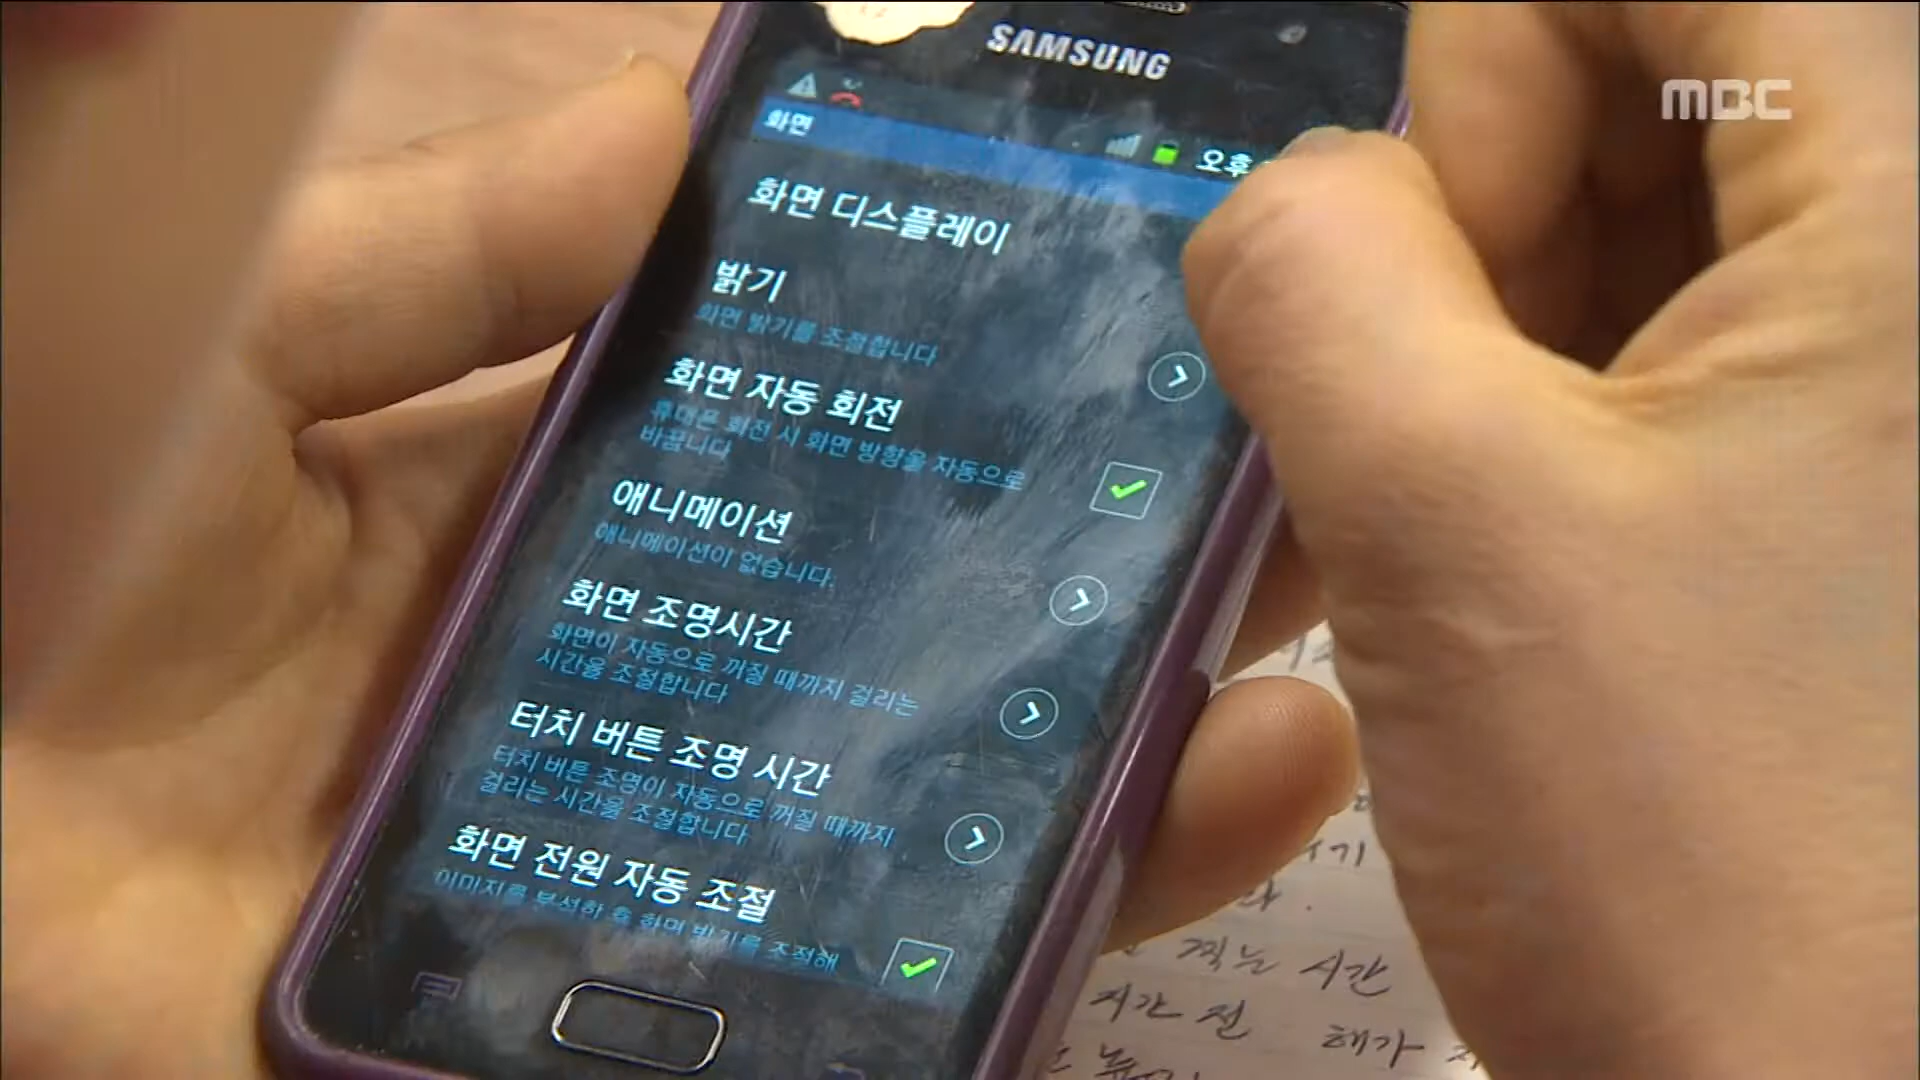 SAMSUNG
MBC
화면
오후
화면 디스플레이
밝기
화면 밝기를 조절합니다
화면 자동 회전
휴대폰 회전 시 화면 방향을 자동으로
바꿉니다
애니메이션
애니메이션이 없습니다.
화면 조명시간
화면이 자동으로 꺼질 때까지 걸리는
시간을 조절합니다
터치 버튼 조명 시간
터치 버튼 조명이 자동으로 꺼질 때까지
걸리는 시간을 조절합니다
화면 전원 자동 조절
이미지를 분석한 후 화면 밝기를 조절해
찍는 시간
시간 전 해가